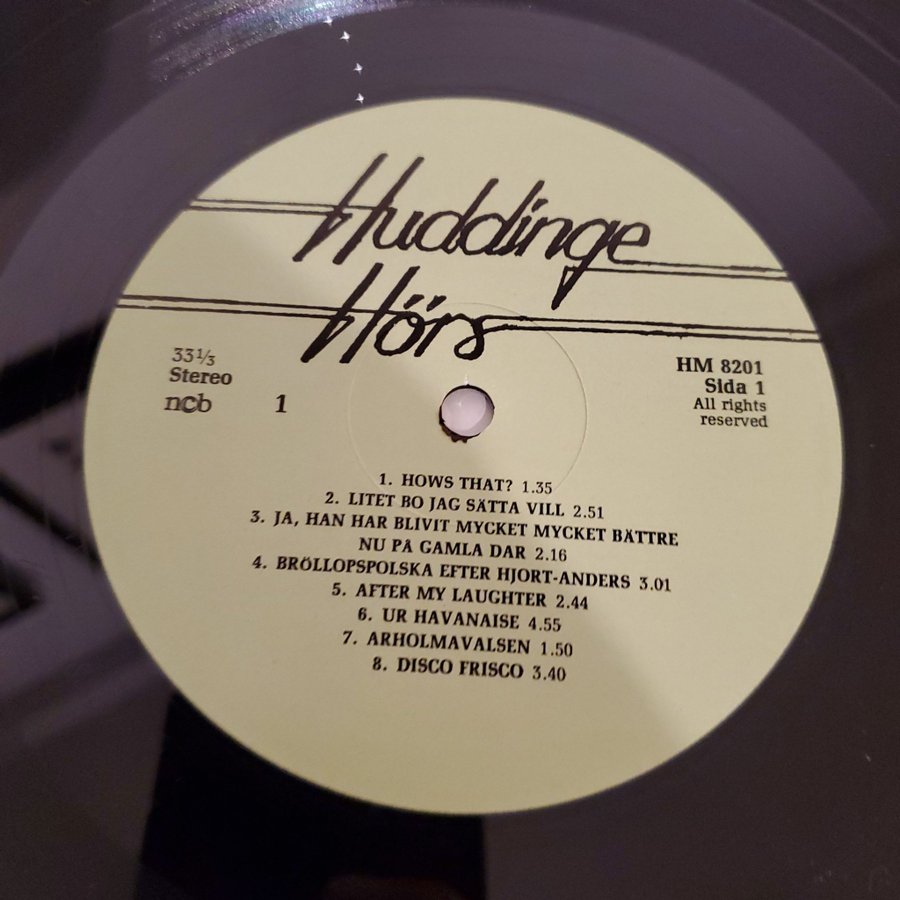 Huddinge
Hörs
33 1/3
Stereo
ncb
1
HM 8201
Sida 1
All rights
reserved
1. HOWS THAT? 1.35
2. LITET BO JAG SÄTTA VILL 2.51
3. JA, HAN HAR BLIVIT MYCKET MYCKET BÄTTRE
NU PÅ GAMLA DAR 2.16
4. BRÖLLOPSPOLSKA EFTER HJORT-ANDERS 3.01
5. AFTER MY LAUGHTER 2.44
6. UR HAVANAISE 4.55
7. ARHOLMAVALSEN 1.50
8. DISCO FRISCO 3.40